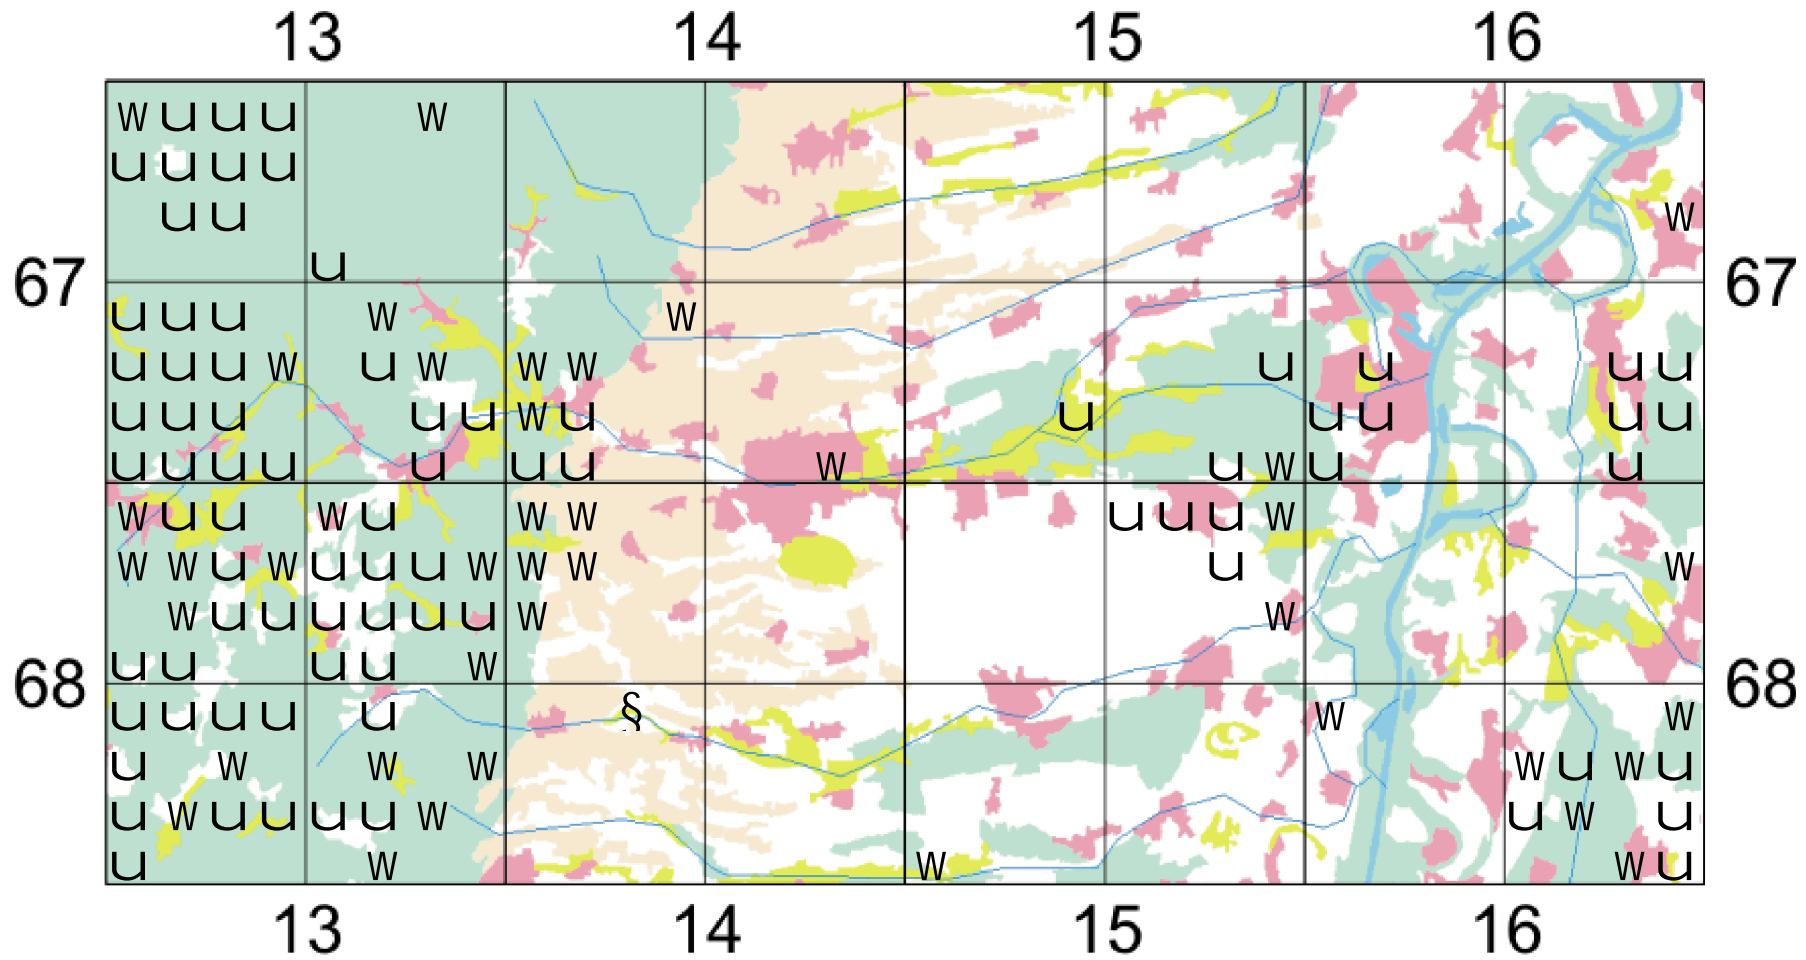 13 14 15 16
w u u u w
u u u u
u u w
67 u 67
u u u w w
u u u w u w w w u u u u
u u u u u w u u u u u u
u u u u u u u w u w u u
w u u w u w w u u u w
w w u w u u u w w w u w
w u u u u u u w w
68 u u u u w 68
u u u u u § w w
u w w w w u w u
u w u u u u w u w u
u w w w u
13 14 15 16